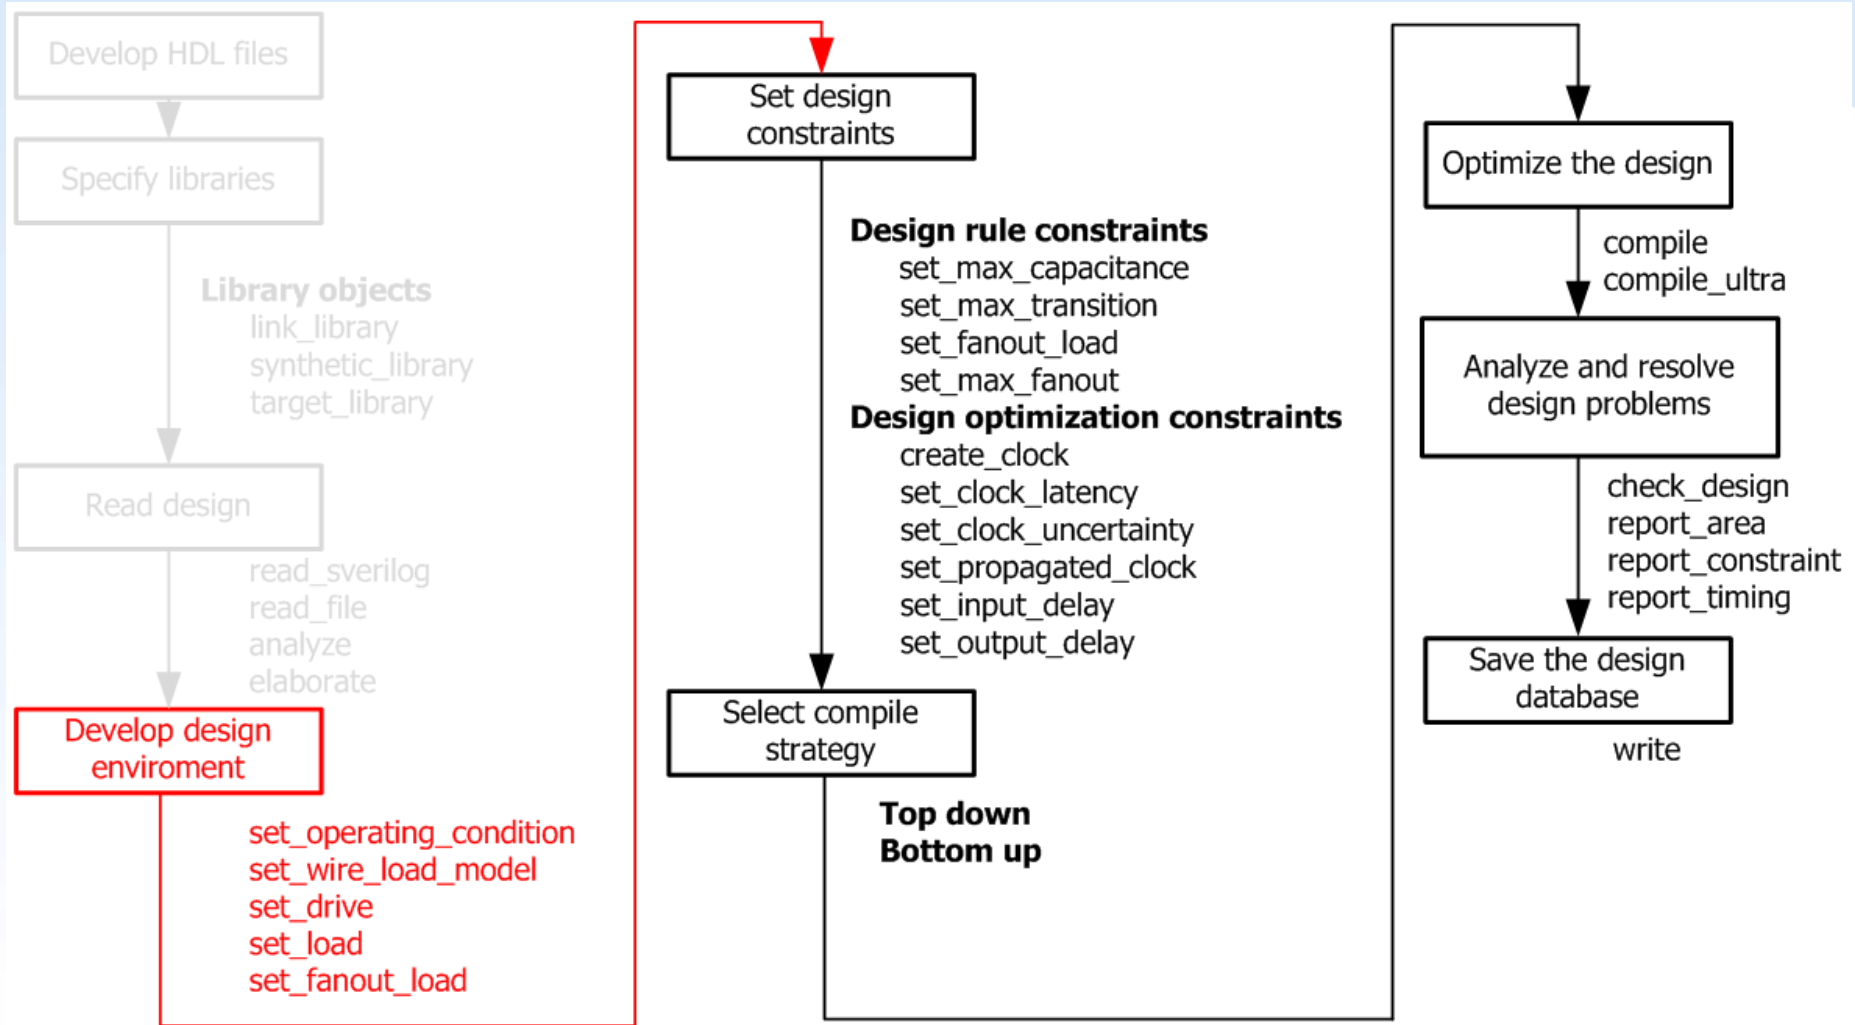 Develop HDL files
Specify libraries
Library objects
link_library
synthetic_library
target_library
Read design
read_sverilog
read_file
analyze
elaborate
Develop design
enviroment
set_operating_condition
set_wire_load_model
set_drive
set_load
set_fanout_load
Set design
constraints
Design rule constraints
set_max_capacitance
set_max_transition
set_fanout_load
set_max_fanout
Design optimization constraints
create_clock
set_clock_latency
set_clock_uncertainty
set_propagated_clock
set_input_delay
set_output_delay
Select compile
strategy
Top down
Bottom up
Optimize the design
compile
compile_ultra
Analyze and resolve
design problems
check_design
report_area
report_constraint
report_timing
Save the design
database
write